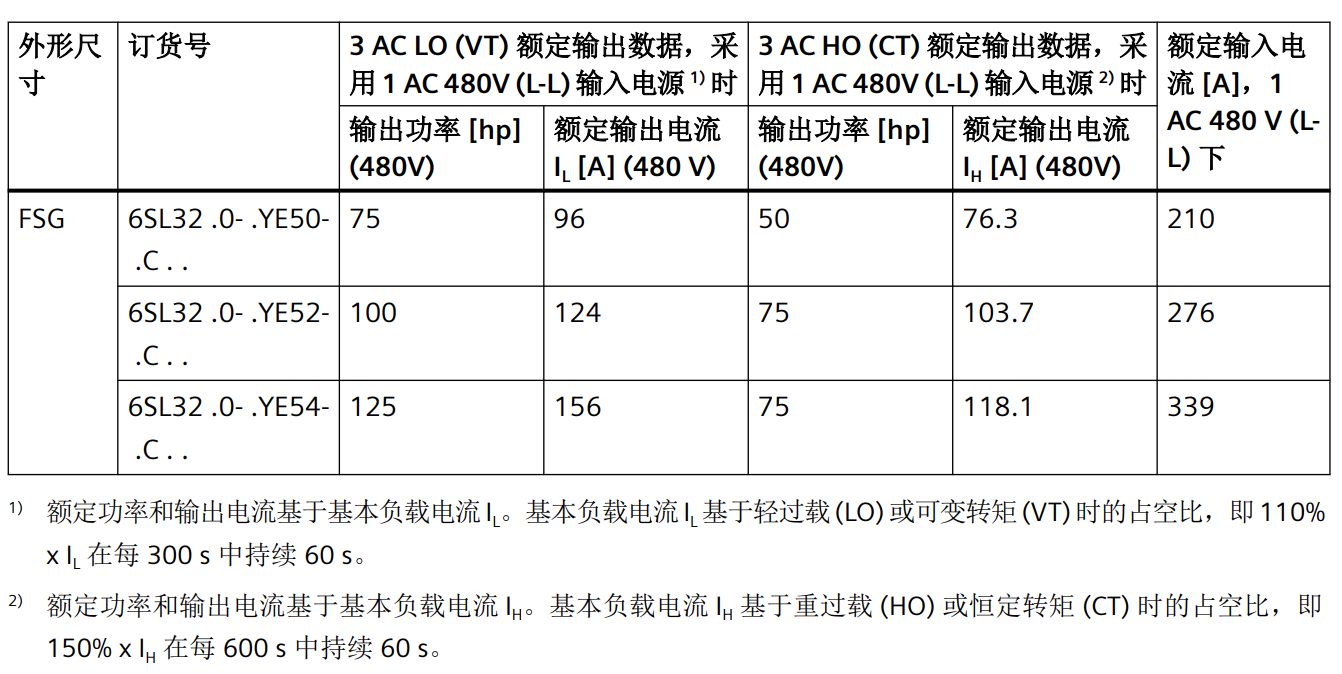 外形尺寸
订货号
3 AC LO (VT) 额定输出数据，采用 1 AC 480V (L-L) 输入电源 1) 时
3 AC HO (CT) 额定输出数据，采用 1 AC 480V (L-L) 输入电源 2) 时
额定输入电流 [A]，1 AC 480 V (L-L) 下
输出功率 [hp] (480V)
额定输出电流 IL [A] (480 V)
输出功率 [hp] (480V)
额定输出电流 IH [A] (480V)
FSG
6SL32 .0- .YE50- .C . .
75
96
50
76.3
210
6SL32 .0- .YE52- .C . .
100
124
75
103.7
276
6SL32 .0- .YE54- .C . .
125
156
75
118.1
339
1) 额定功率和输出电流基于基本负载电流 IL。基本负载电流 IL 基于轻过载 (LO) 或可变转矩 (VT) 时的占空比，即 110%
x IL 在每 300 s 中持续 60 s。
2) 额定功率和输出电流基于基本负载电流 IH。基本负载电流 IH 基于重过载 (HO) 或恒定转矩 (CT) 时的占空比，即
150% x IH 在每 600 s 中持续 60 s。